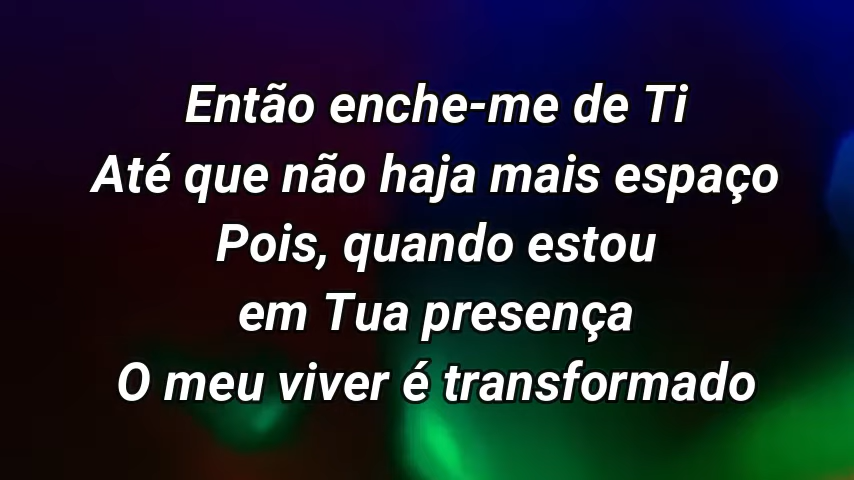 Então enche-me de Ti
Até que não haja mais espaço
Pois, quando estou
em Tua presença
O meu viver é transformado